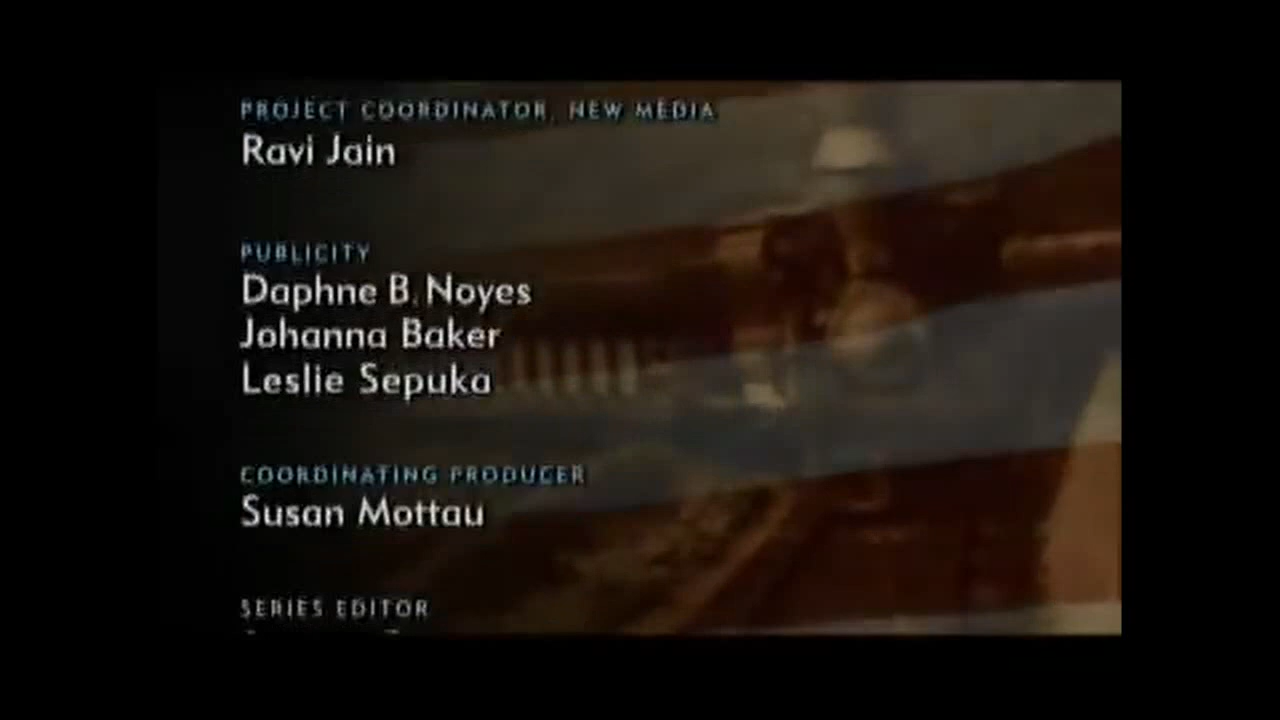 PROJECT COORDINATOR, NEW MEDIA
Ravi Jain
PUBLICITY
Daphne B. Noyes
Johanna Baker
Leslie Sepuka
COORDINATING PRODUCER
Susan Mottau
SERIES EDITOR